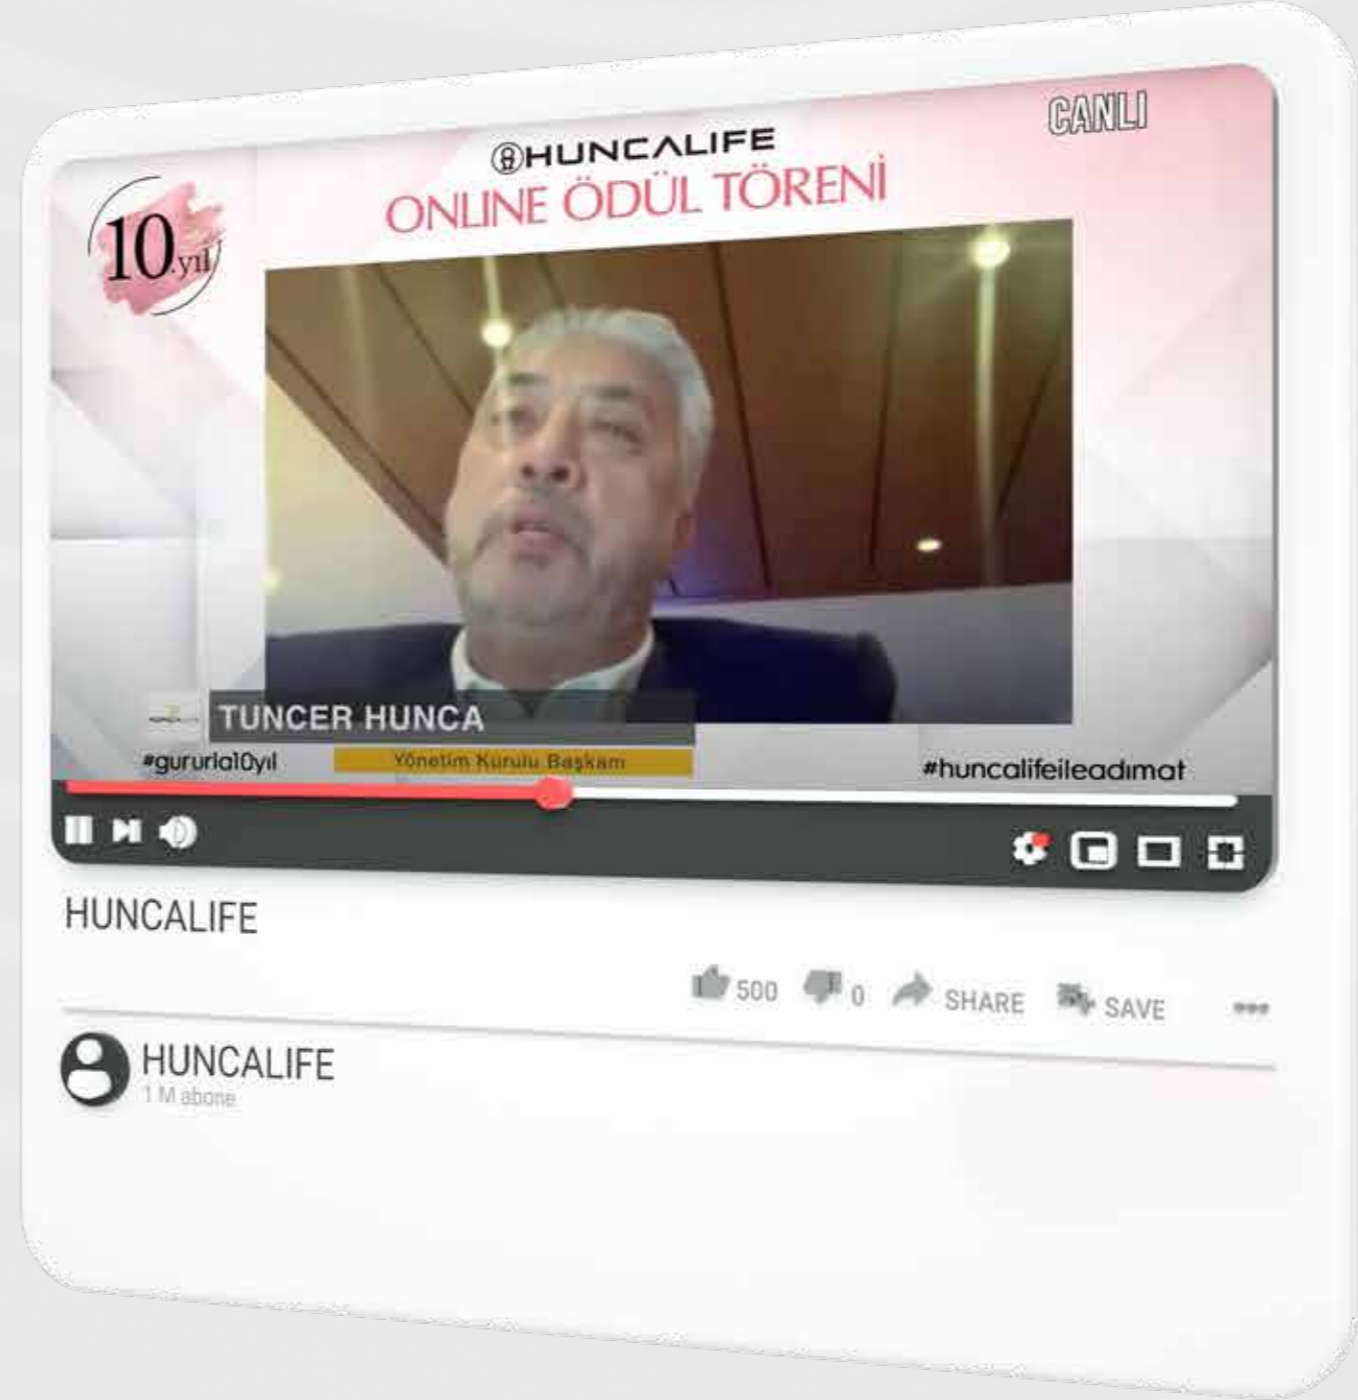 CANLI
HUNCALIFE
ONLINE ÖDÜL TÖRENİ
10.yıl
TUNCER HUNCA
Yönetim Kurulu Başkanı
#gururla10yıl
#huncalifeileadımat
HUNCALIFE
500
0
SHARE
SAVE
HUNCALIFE
1 M abone